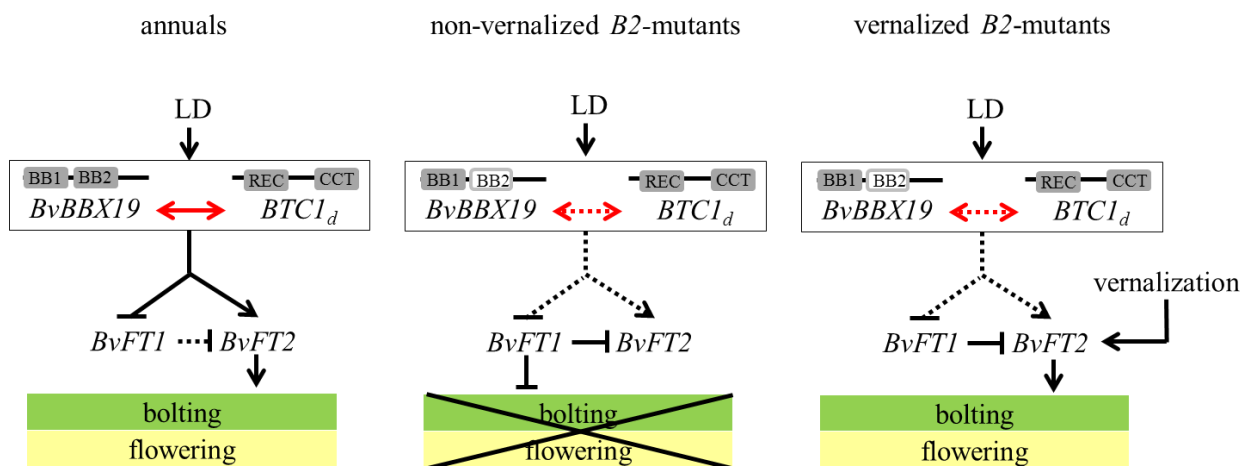 annuals
non-vernalized B2-mutants
vernalized B2-mutants
LD
LD
LD
BB1 BB2 REC CCT
BB1 BB2 REC CCT
BB1 BB2 REC CCT
BvBBX19 BTC1d
BvBBX19 BTC1d
BvBBX19 BTC1d
vernalization
BvFT1 BvFT2
BvFT1 BvFT2
BvFT1 BvFT2
bolting
bolting
bolting
flowering
flowering
flowering